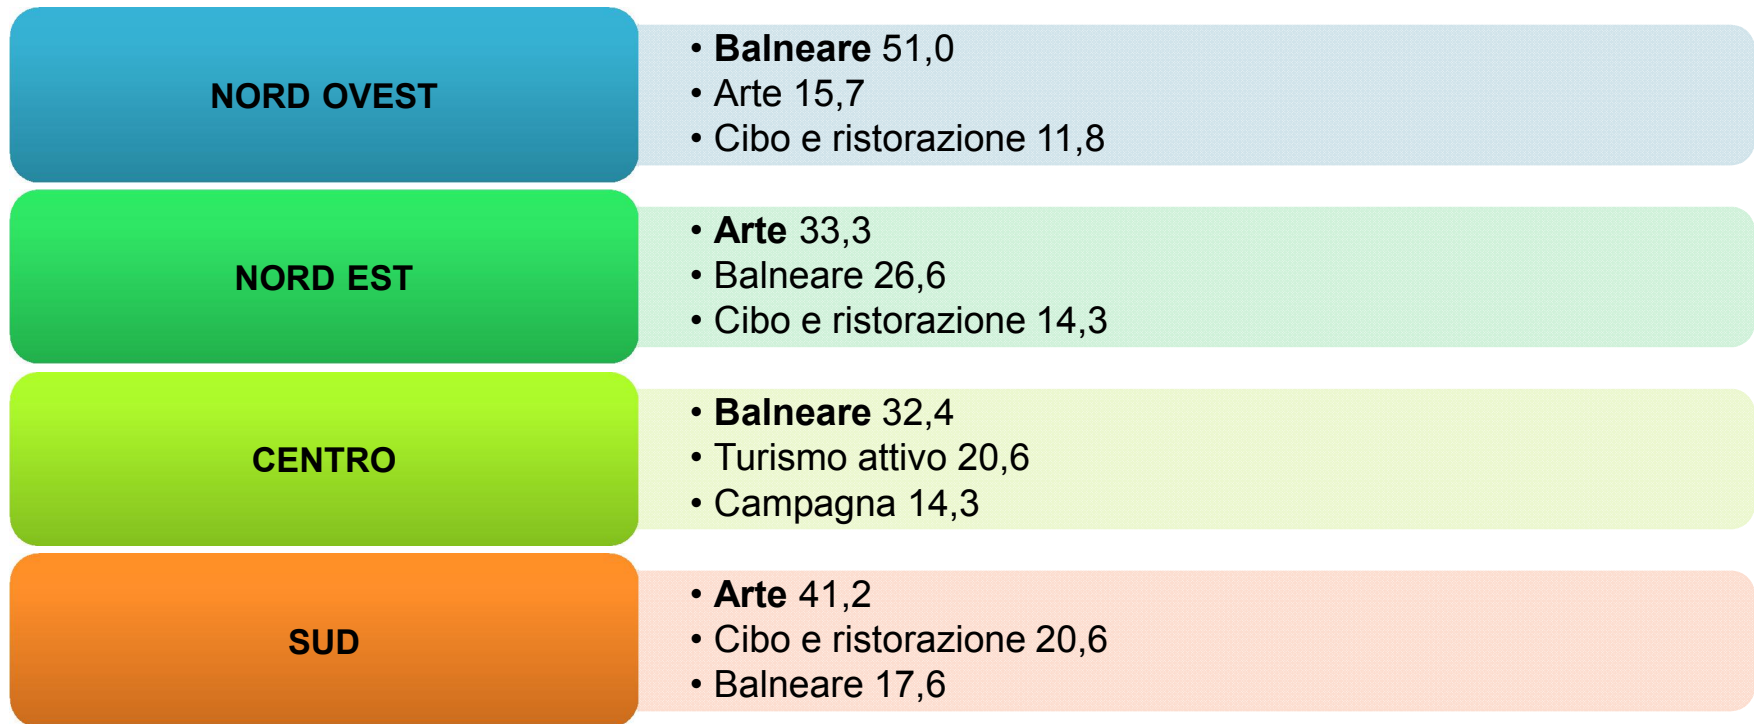 NORD OVEST
• Balneare 51,0
• Arte 15,7
• Cibo e ristorazione 11,8
NORD EST
• Arte 33,3
• Balneare 26,6
• Cibo e ristorazione 14,3
CENTRO
• Balneare 32,4
• Turismo attivo 20,6
• Campagna 14,3
SUD
• Arte 41,2
• Cibo e ristorazione 20,6
• Balneare 17,6